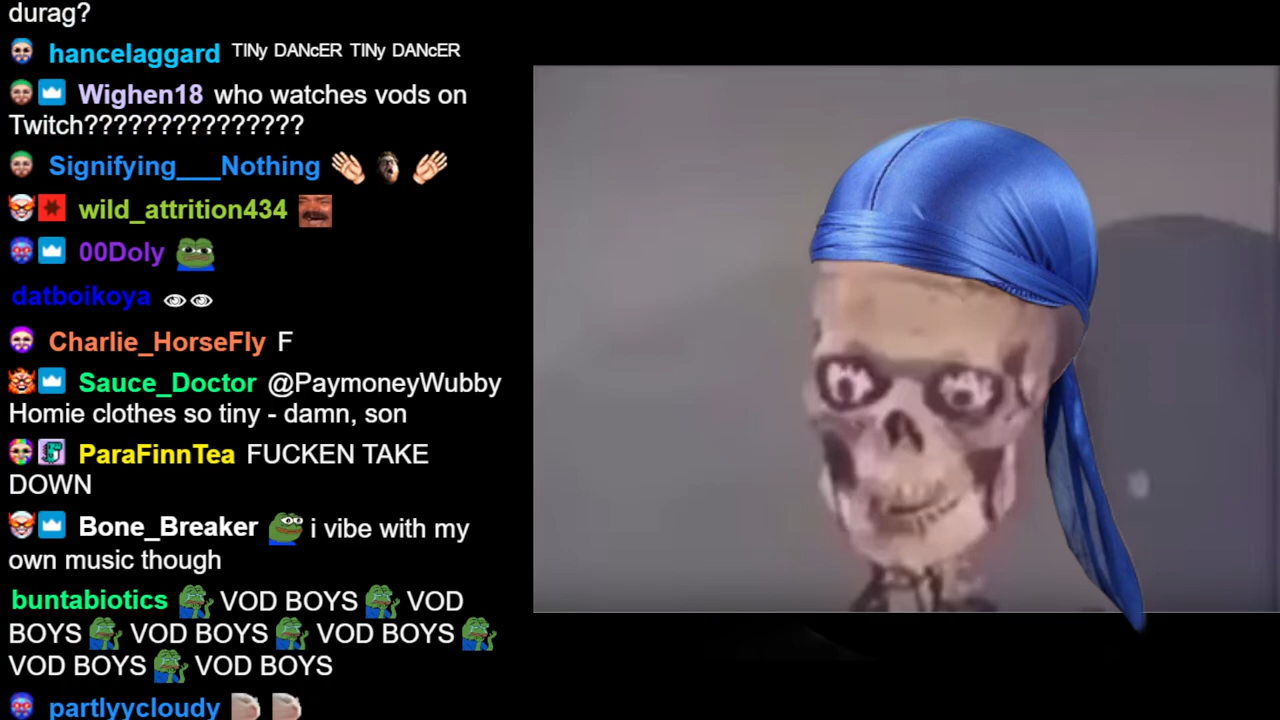 durag?
hancelaggard TINy DANcER TINy DANcER
Wighen18 who watches vods on
Twitch???????????????
Signifying___Nothing
wild_attrition434
00Doly
datboikoya
Charlie_HorseFly F
Sauce_Doctor @PaymoneyWubby
Homie clothes so tiny - damn, son
ParaFinnTea FUCKEN TAKE
DOWN
Bone_Breaker i vibe with my
own music though
buntabiotics VOD BOYS VOD
BOYS VOD BOYS VOD BOYS
VOD BOYS VOD BOYS
partlyycloudy